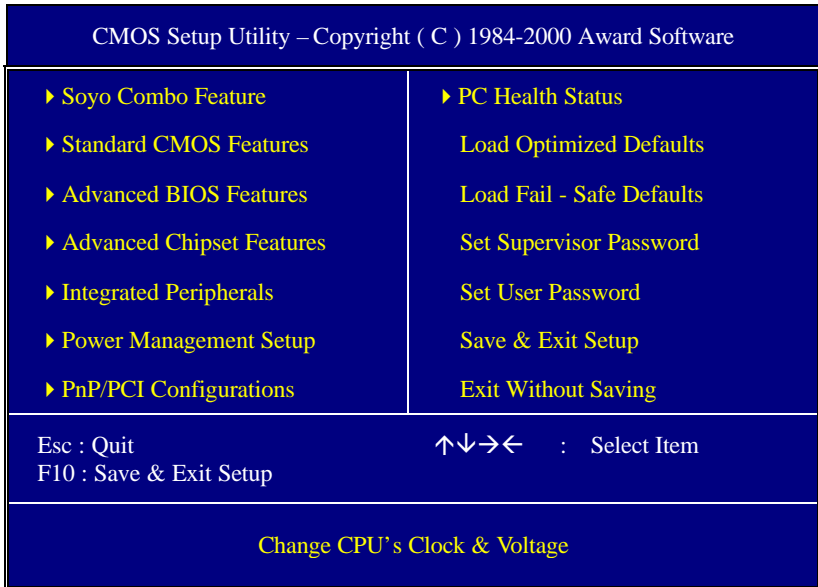 CMOS Setup Utility – Copyright ( C ) 1984-2000 Award Software
Soyo Combo Feature
Standard CMOS Features
Advanced BIOS Features
Advanced Chipset Features
Integrated Peripherals
Power Management Setup
PnP/PCI Configurations
PC Health Status
Load Optimized Defaults
Load Fail - Safe Defaults
Set Supervisor Password
Set User Password
Save & Exit Setup
Exit Without Saving
Esc : Quit
F10 : Save & Exit Setup
↑↓→← : Select Item
Change CPU’s Clock & Voltage